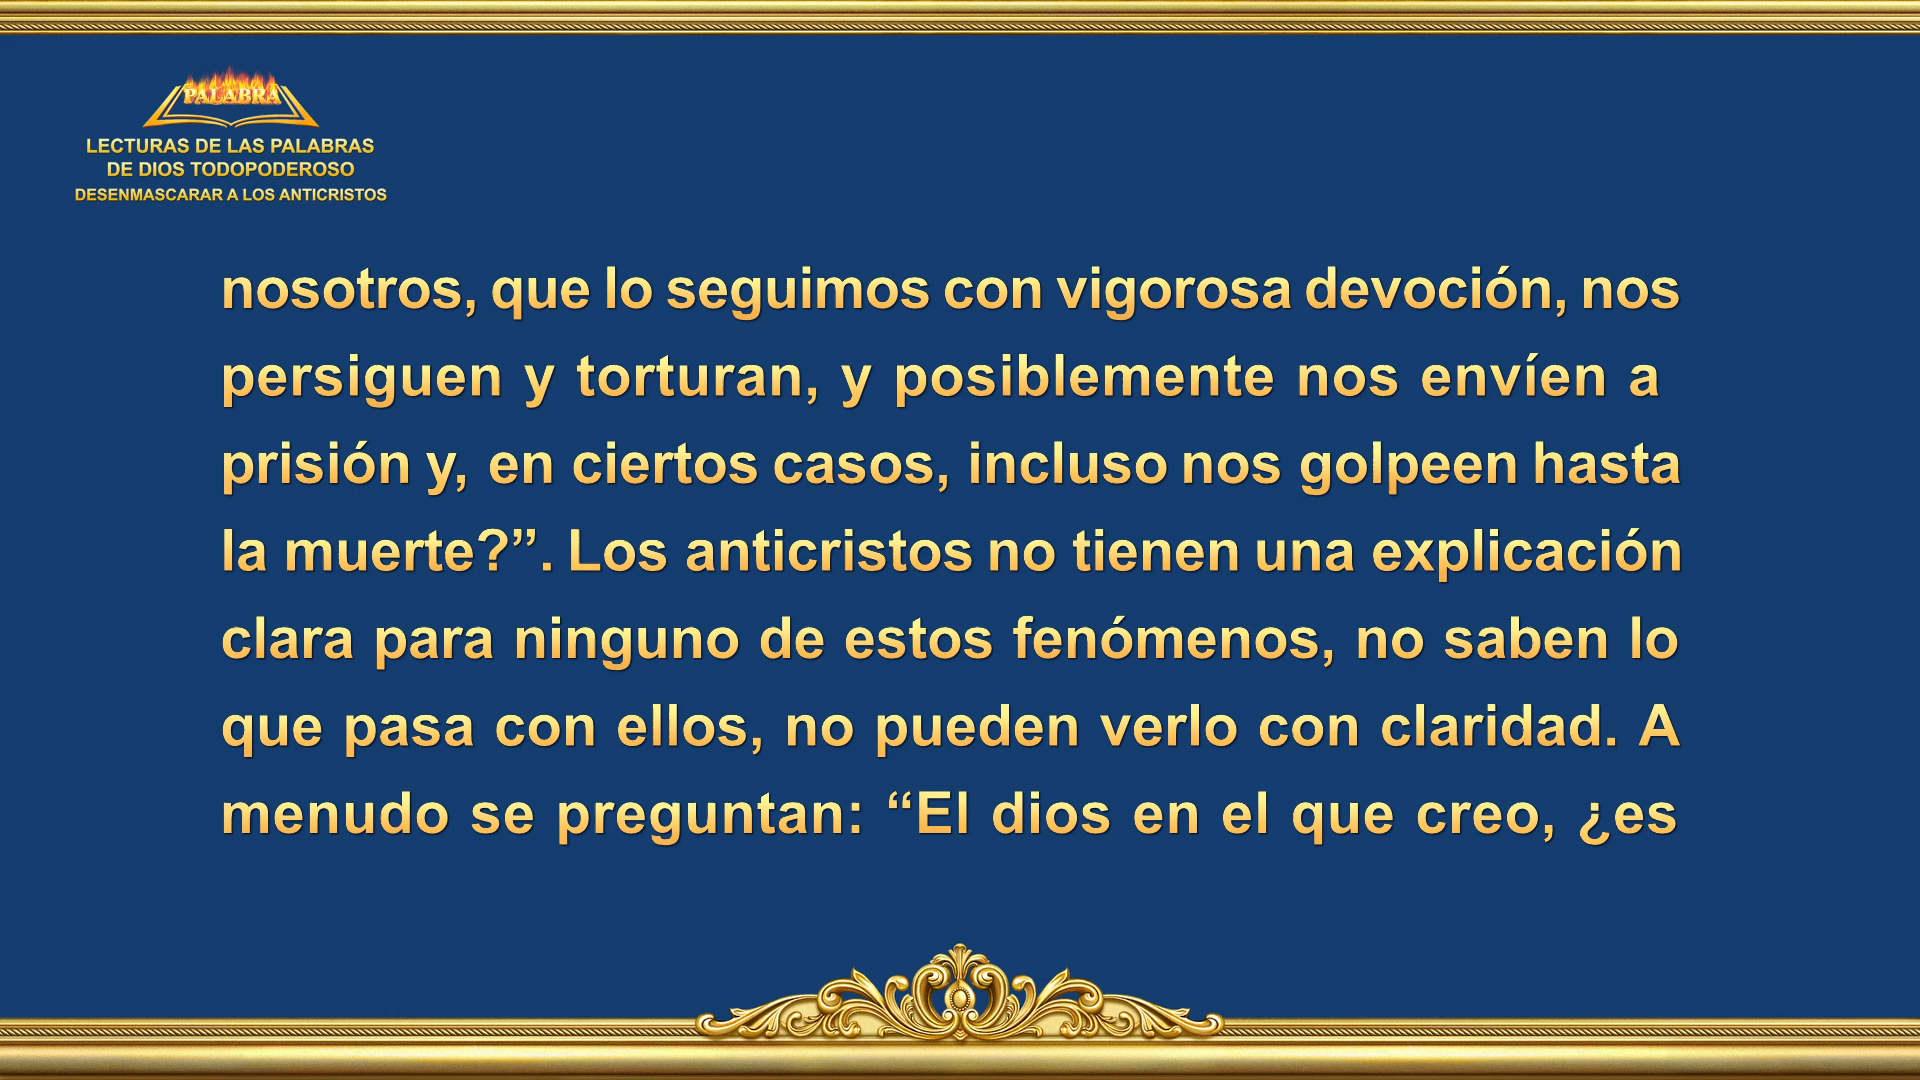 PALABRA
LECTURAS DE LAS PALABRAS
DE DIOS TODOPODEROSO
DESENMASCARAR A LOS ANTICRISTOS
nosotros, que lo seguimos con vigorosa devoción, nos
persiguen y torturan, y posiblemente nos envíen a
prisión y, en ciertos casos, incluso nos golpeen hasta
la muerte?”. Los anticristos no tienen una explicación
clara para ninguno de estos fenómenos, no saben lo
que pasa con ellos, no pueden verlo con claridad. A
menudo se preguntan: “El dios en el que creo, ¿es